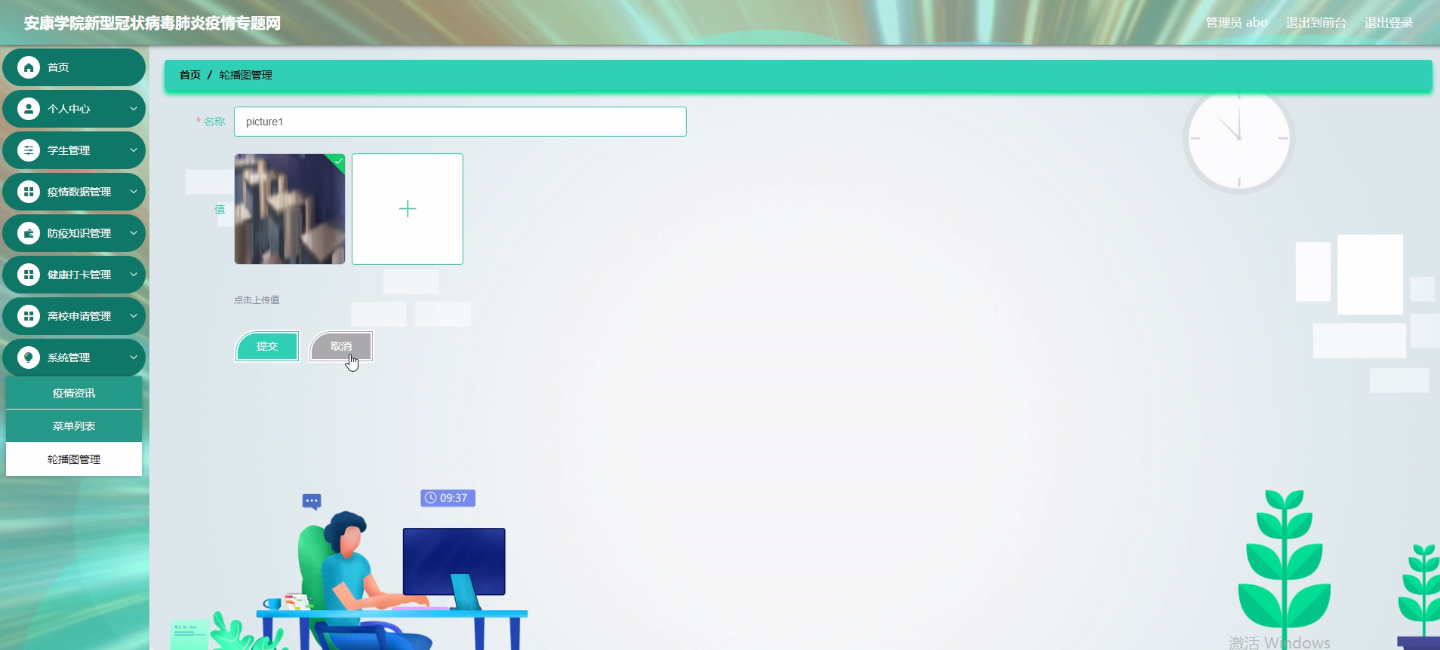 安康学院新型冠状病毒肺炎疫情专题网
管理员 abo 退出到前台 退出登录
首页
个人中心
学生管理
疫情数据管理
防疫知识管理
健康打卡管理
离校申请管理
系统管理
疫情资讯
菜单列表
轮播图管理
首页 / 轮播图管理
* 名称 picture1
值
点击上传值
提交 取消
09:37
激活 Windows